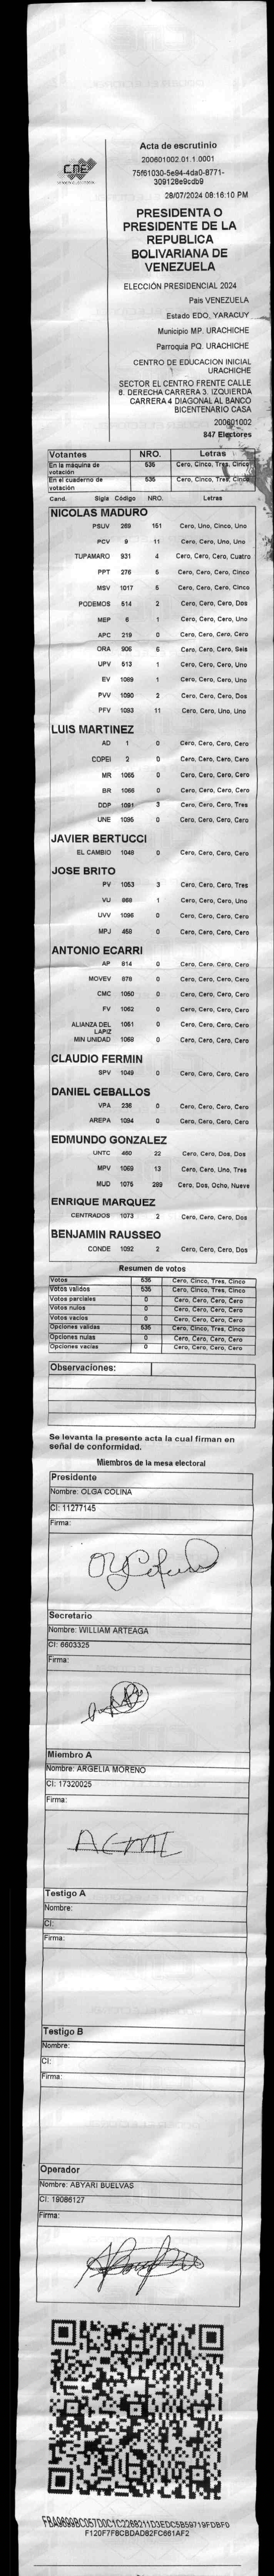 CNE
Acta de escrutinio
200601002.01.1.0001
75f61030-5e94-4da0-8771-
309128e9cdb9
28/07/2024 08:16:10 PM
PRESIDENTA O
PRESIDENTE DE LA
REPUBLICA
BOLIVARIANA DE
VENEZUELA
ELECCIÓN PRESIDENCIAL 2024
Pais VENEZUELA
Estado EDO. YARACUY
Municipio MP. URACHICHE
Parroquia PQ. URACHICHE
CENTRO DE EDUCACION INICIAL
URACHICHE
SECTOR EL CENTRO FRENTE CALLE
8. DERECHA CARRERA 3. IZQUIERDA
CARRERA 4 DIAGONAL AL BANCO
BICENTENARIO CASA
200601002
847 Electores
Votantes NRO. Letras
En la máquina de votación 535 Cero, Cinco, Tres, Cinco
En el cuaderno de votación 535 Cero, Cinco, Tres, Cinco
Cand. Sigla Código NRO. Letras
NICOLAS MADURO
PSUV 269 151 Cero, Uno, Cinco, Uno
PCV 9 11 Cero, Cero, Uno, Uno
TUPAMARO 931 4 Cero, Cero, Cero, Cuatro
PPT 276 5 Cero, Cero, Cero, Cinco
MSV 1017 5 Cero, Cero, Cero, Cinco
PODEMOS 514 2 Cero, Cero, Cero, Dos
MEP 6 1 Cero, Cero, Cero, Uno
APC 219 0 Cero, Cero, Cero, Cero
ORA 906 6 Cero, Cero, Cero, Seis
UPV 513 1 Cero, Cero, Cero, Uno
EV 1089 1 Cero, Cero, Cero, Uno
PVV 1090 2 Cero, Cero, Cero, Dos
PFV 1093 11 Cero, Cero, Uno, Uno
LUIS MARTINEZ
AD 1 0 Cero, Cero, Cero, Cero
COPEI 2 0 Cero, Cero, Cero, Cero
MR 1065 0 Cero, Cero, Cero, Cero
BR 1066 0 Cero, Cero, Cero, Cero
DDP 1091 3 Cero, Cero, Cero, Tres
UNE 1095 0 Cero, Cero, Cero, Cero
JAVIER BERTUCCI
EL CAMBIO 1048 0 Cero, Cero, Cero, Cero
JOSE BRITO
PV 1053 3 Cero, Cero, Cero, Tres
VU 868 1 Cero, Cero, Cero, Uno
UVV 1096 0 Cero, Cero, Cero, Cero
MPJ 458 0 Cero, Cero, Cero, Cero
ANTONIO ECARRI
AP 814 0 Cero, Cero, Cero, Cero
MOVEV 878 0 Cero, Cero, Cero, Cero
CMC 1050 0 Cero, Cero, Cero, Cero
FV 1062 0 Cero, Cero, Cero, Cero
ALIANZA DEL LAPIZ 1051 0 Cero, Cero, Cero, Cero
MIN UNIDAD 1068 0 Cero, Cero, Cero, Cero
CLAUDIO FERMIN
SPV 1049 0 Cero, Cero, Cero, Cero
DANIEL CEBALLOS
VPA 236 0 Cero, Cero, Cero, Cero
AREPA 1094 0 Cero, Cero, Cero, Cero
EDMUNDO GONZALEZ
UNTC 460 22 Cero, Cero, Dos, Dos
MPV 1069 13 Cero, Cero, Uno, Tres
MUD 1075 289 Cero, Dos, Ocho, Nueve
ENRIQUE MARQUEZ
CENTRADOS 1073 2 Cero, Cero, Cero, Dos
BENJAMIN RAUSSEO
CONDE 1092 2 Cero, Cero, Cero, Dos
Resumen de votos
Votos 535 Cero, Cinco, Tres, Cinco
Votos validos 535 Cero, Cinco, Tres, Cinco
Votos parciales 0 Cero, Cero, Cero, Cero
Votos nulos 0 Cero, Cero, Cero, Cero
Votos vacios 0 Cero, Cero, Cero, Cero
Opciones validas 535 Cero, Cinco, Tres, Cinco
Opciones nulas 0 Cero, Cero, Cero, Cero
Opciones vacias 0 Cero, Cero, Cero, Cero
Observaciones:
Se levanta la presente acta la cual firman en
señal de conformidad.
Miembros de la mesa electoral
Presidente
Nombre: OLGA COLINA
CI: 11277145
Firma:
Secretario
Nombre: WILLIAM ARTEAGA
CI: 6603325
Firma:
Miembro A
Nombre: ARGELIA MORENO
CI: 17320025
Firma:
Testigo A
Nombre:
CI:
Firma:
Testigo B
Nombre:
CI:
Firma:
Operador
Nombre: ABYARI BUELVAS
CI: 19086127
Firma:
F120F7F8CBDAD82FC661AF2